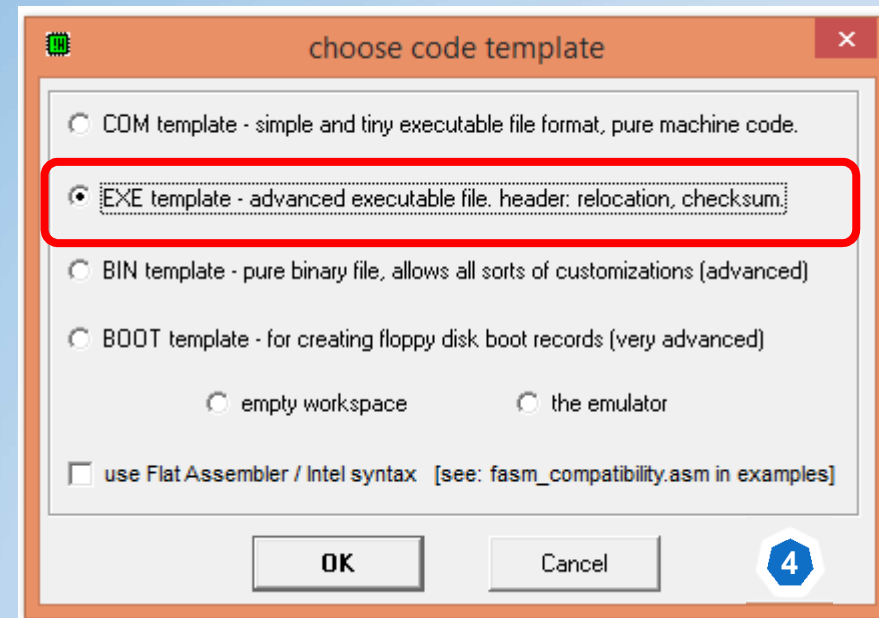 choose code template
COM template - simple and tiny executable file format, pure machine code.
EXE template - advanced executable file. header: relocation, checksum.
BIN template - pure binary file, allows all sorts of customizations (advanced)
BOOT template - for creating floppy disk boot records (very advanced)
empty workspace the emulator
use Flat Assembler / Intel syntax [see: fasm_compatibility.asm in examples]
OK Cancel 4